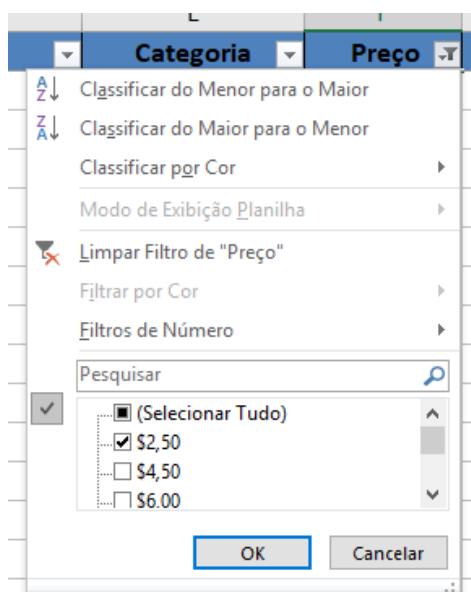 Categoria Preço
Classificar do Menor para o Maior
Classificar do Maior para o Menor
Classificar por Cor
Modo de Exibição Planilha
Limpar Filtro de "Preço"
Filtrar por Cor
Filtros de Número
Pesquisar
(Selecionar Tudo)
$2,50
$4,50
$6,00
OK Cancelar